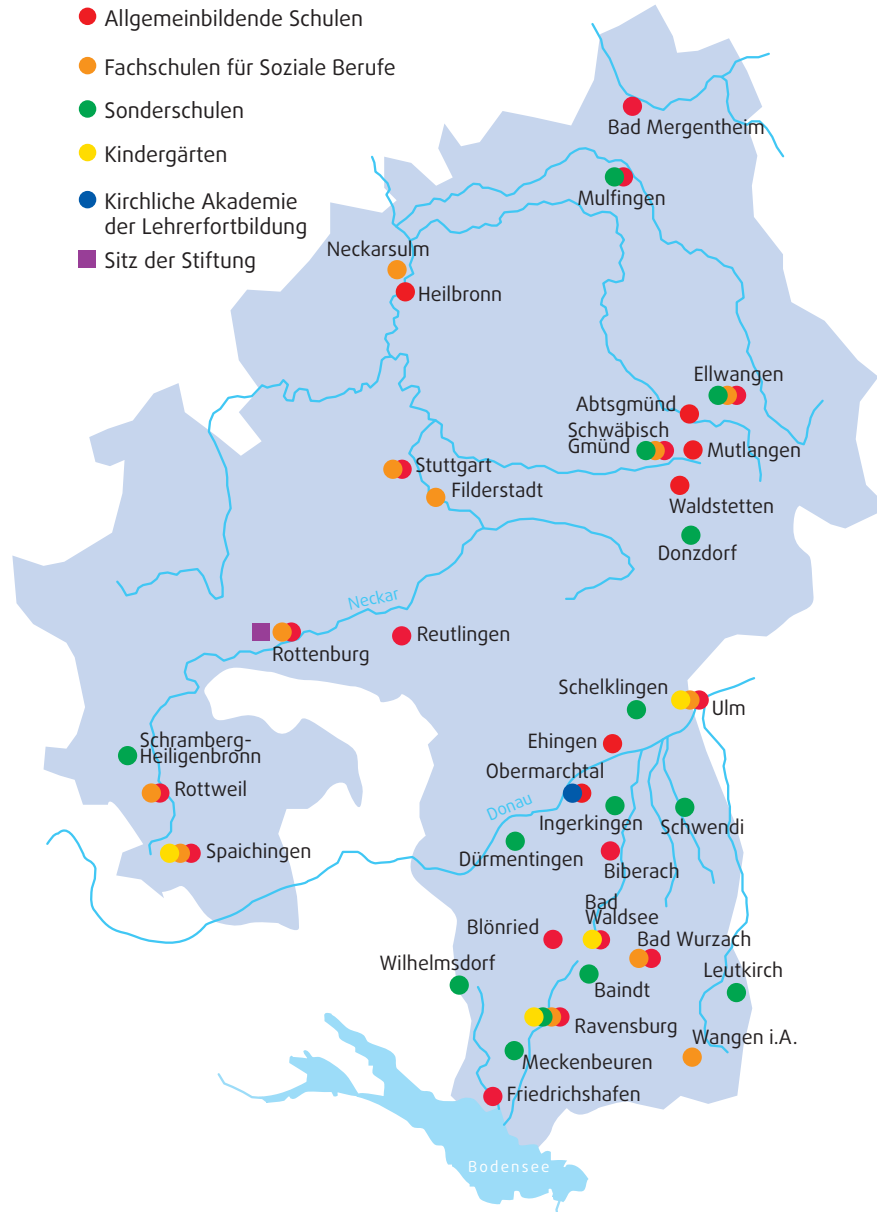 Allgemeinbildende Schulen
Fachschulen für Soziale Berufe
Sonderschulen
Kindergärten
Kirchliche Akademie
der Lehrerfortbildung
Sitz der Stiftung
Bad Mergentheim
Mulfingen
Neckarsulm
Heilbronn
Ellwangen
Abtsgmünd
Schwäbisch
Gmünd
Mutlangen
Stuttgart
Filderstadt
Waldstetten
Donzdorf
Neckar
Rottenburg
Reutlingen
Schelklingen
Ulm
Schramberg-
Heiligenbronn
Ehingen
Obermarchtal
Rottweil
Donau
Ingerkingen
Schwendi
Spaichingen
Dürmentingen
Biberach
Bad
Waldsee
Blönried
Bad Wurzach
Wilhelmsdorf
Baindt
Leutkirch
Ravensburg
Wangen i.A.
Meckenbeuren
Friedrichshafen
Bodensee